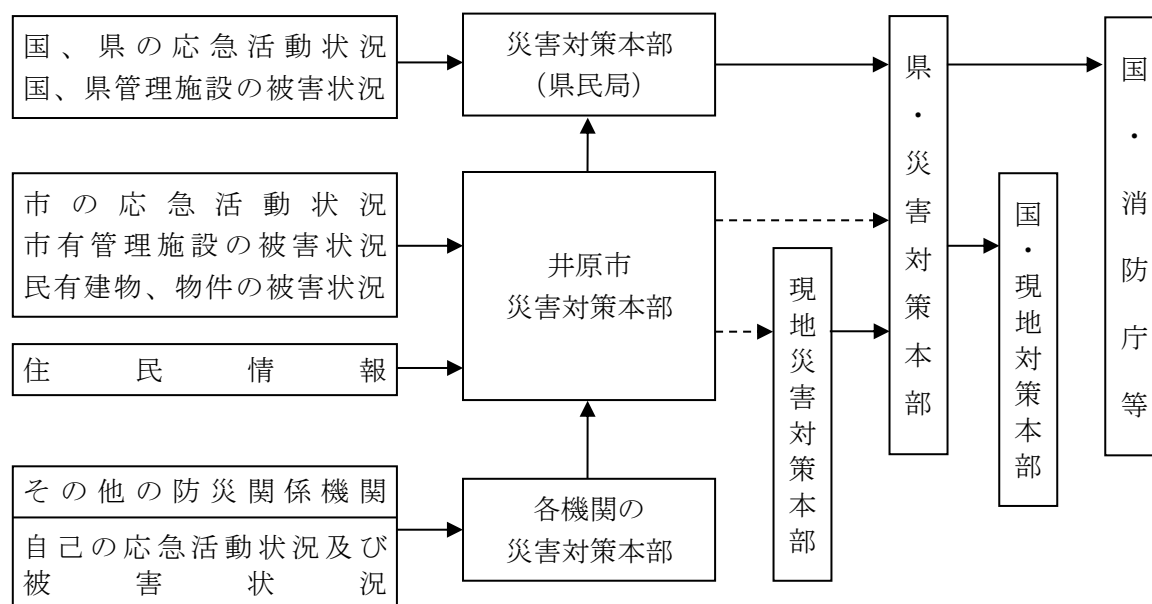 国、県の応急活動状況
国、県管理施設の被害状況
災害対策本部
（県民局）
市の応急活動状況
市有管理施設の被害状況
民有建物、物件の被害状況
住民情報
井原市
災害対策本部
その他の防災関係機関
自己の応急活動状況及び
被害状況
各機関の
災害対策本部
現地災害対策本部
県・災害対策本部
国・現地対策本部
国・消防庁等